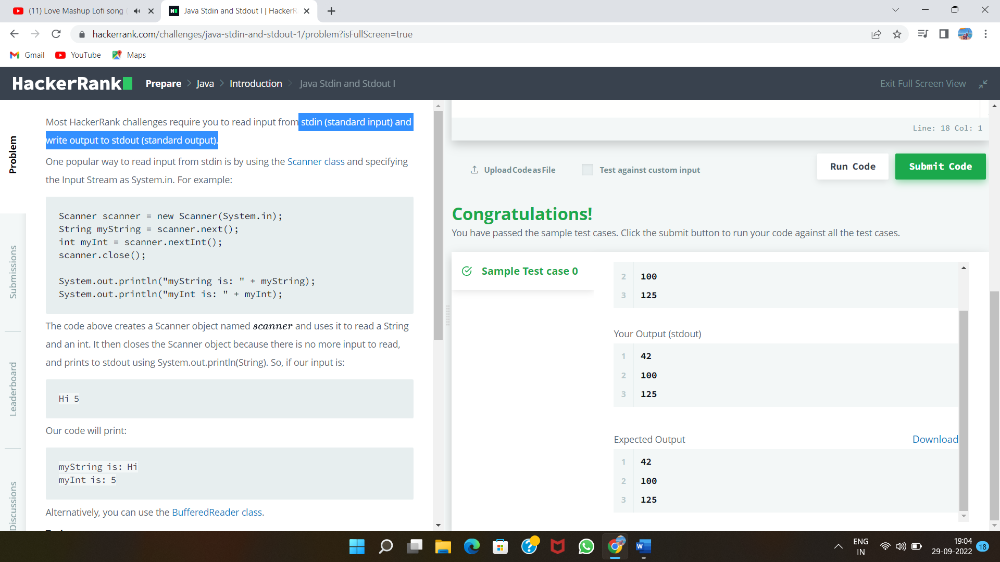 (11) Love Mashup Lofi song (
Java Stdin and Stdout I | HackerR
hackerrank.com/challenges/java-stdin-and-stdout-1/problem?isFullScreen=true
Gmail
YouTube
Maps
HackerRank
Prepare > Java > Introduction > Java Stdin and Stdout I
Exit Full Screen View
Problem
Submissions
Leaderboard
Discussions
Most HackerRank challenges require you to read input from stdin (standard input) and
write output to stdout (standard output).
One popular way to read input from stdin is by using the Scanner class and specifying
the Input Stream as System.in. For example:
Scanner scanner = new Scanner(System.in);
String myString = scanner.next();
int myInt = scanner.nextInt();
scanner.close();
System.out.println("myString is: " + myString);
System.out.println("myInt is: " + myInt);
The code above creates a Scanner object named scanner and uses it to read a String
and an int. It then closes the Scanner object because there is no more input to read,
and prints to stdout using System.out.println(String). So, if our input is:
Hi 5
Our code will print:
myString is: Hi
myInt is: 5
Alternatively, you can use the BufferedReader class.
Line: 18 Col: 1
Upload Code as File
Test against custom input
Run Code
Submit Code
Congratulations!
You have passed the sample test cases. Click the submit button to run your code against all the test cases.
Sample Test case 0
2 100
3 125
Your Output (stdout)
1 42
2 100
3 125
Expected Output
Download
1 42
2 100
3 125
ENG
IN
19:04
29-09-2022
18